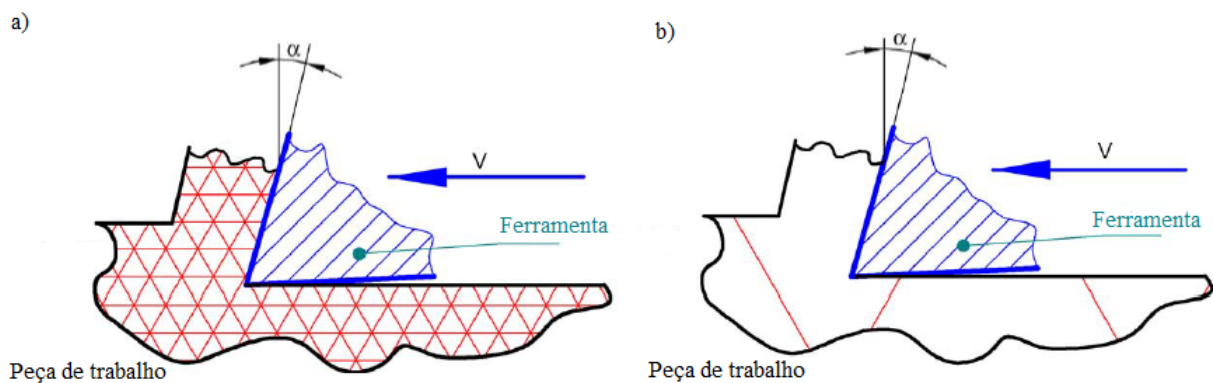 a)
α
V
Ferramenta
Peça de trabalho
b)
α
V
Ferramenta
Peça de trabalho